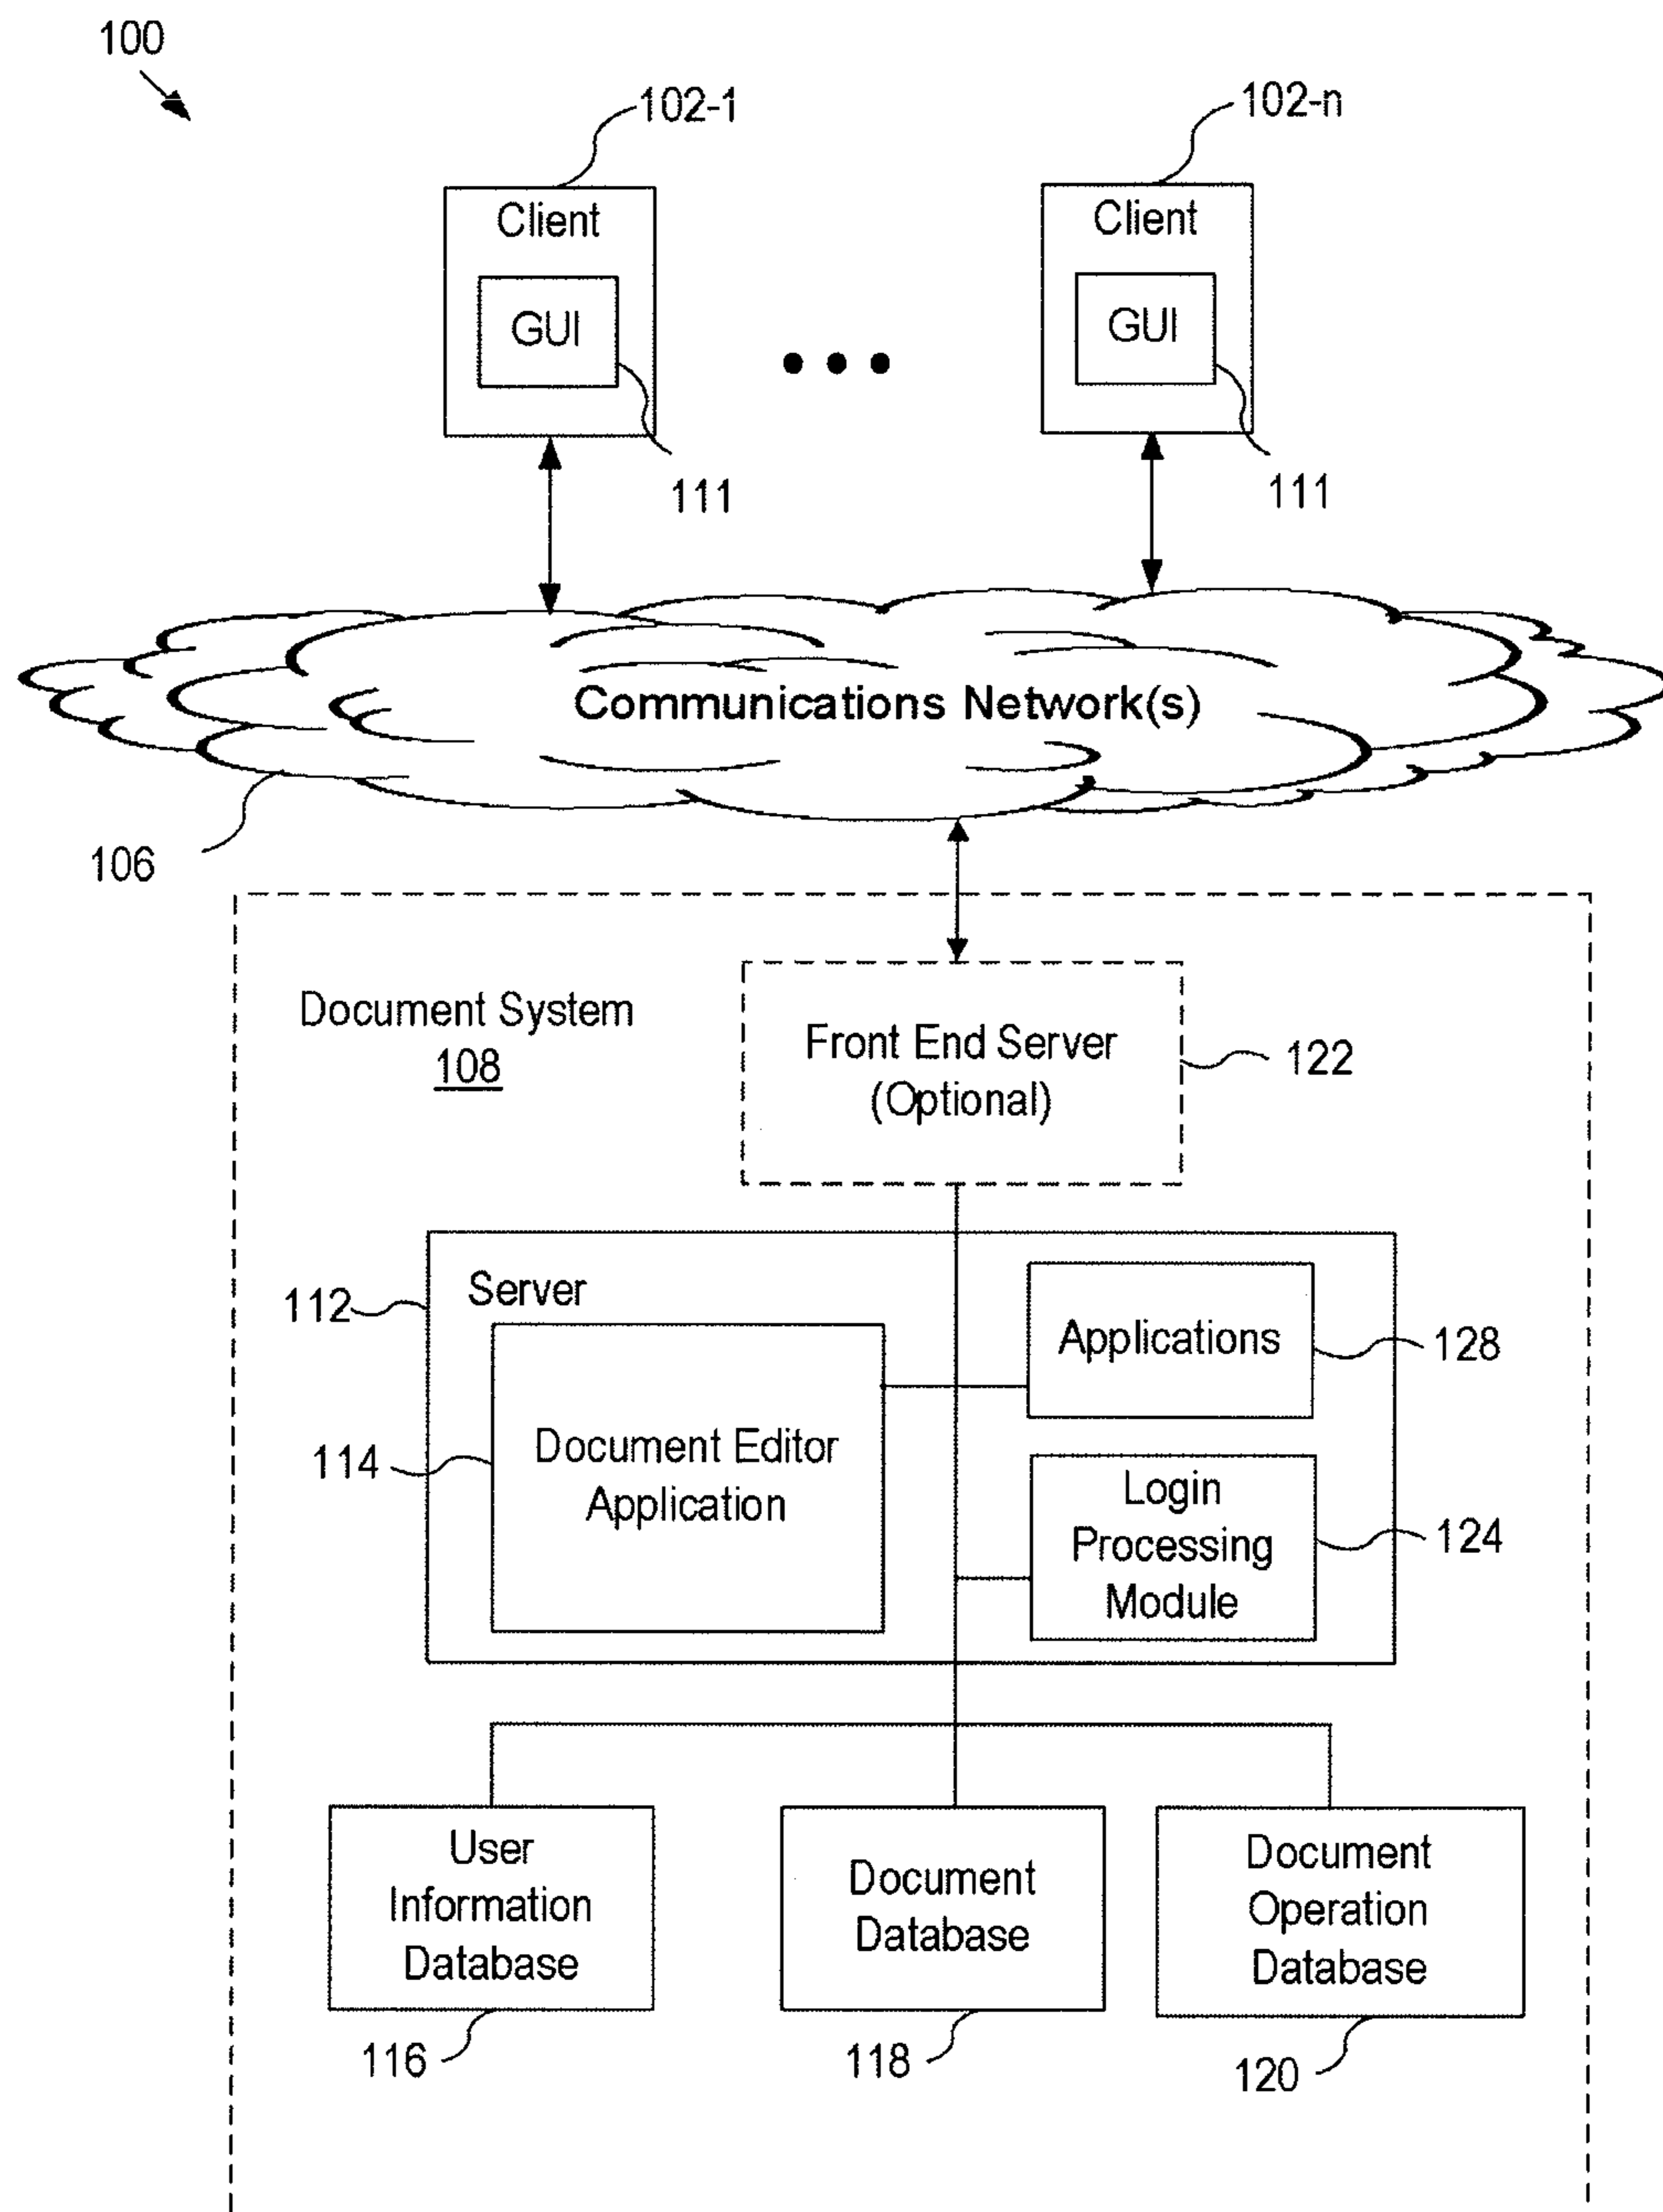 100
102-1
102-n
Client
Client
GUI
GUI
111
111
Communications Network(s)
106
Document System
108
Front End Server
(Optional)
122
Server
112
Applications
128
Document Editor
Application
114
Login
Processing
Module
124
User
Information
Database
Document
Database
Document
Operation
Database
116
118
120